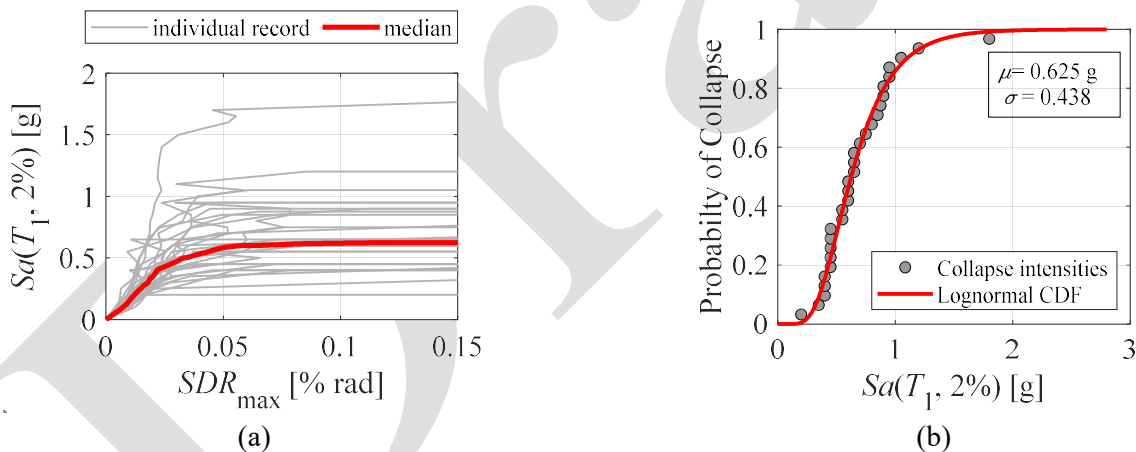 individual record median
2
1.5
1
0.5
0
Sa(T1, 2%) [g]
0 0.05 0.1 0.15
SDRmax [% rad]
(a)
1
0.8
0.6
0.4
0.2
0
Probabilty of Collapse
μ= 0.625 g
σ = 0.438
Collapse intensities
Lognormal CDF
0 1 2 3
Sa(T1, 2%) [g]
(b)